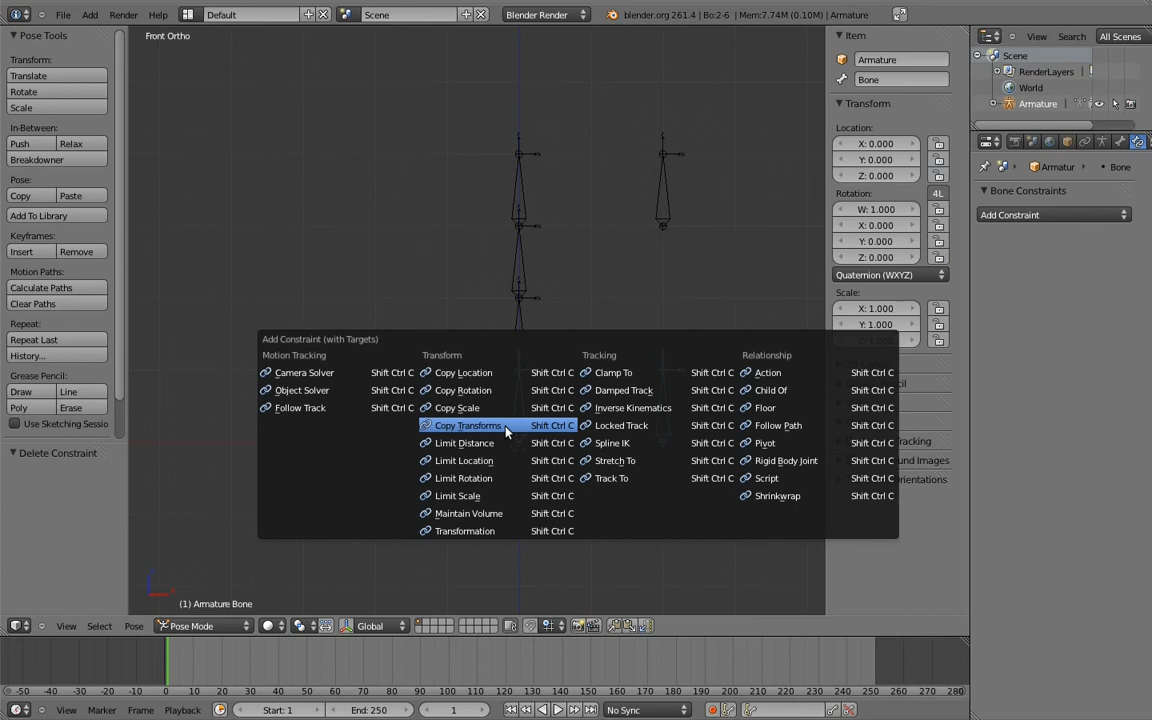 File Add Render Help
Default
Scene
Blender Render
blender.org 261.4 | Bo:2-6 | Mem:7.74M (0.10M) | Armature
View Search All Scenes
Scene
RenderLayers
World
Armature
Pose Tools
Transform:
Translate
Rotate
Scale
In-Between:
Push Relax
Breakdowner
Pose:
Copy Paste
Add To Library
Keyframes:
Insert Remove
Motion Paths:
Calculate Paths
Clear Paths
Repeat:
Repeat Last
History...
Grease Pencil:
Draw Line
Poly Erase
Use Sketching Sessio
Delete Constraint
Front Ortho
Add Constraint (with Targets)
Motion Tracking
Camera Solver Shift Ctrl C
Object Solver Shift Ctrl C
Follow Track Shift Ctrl C
Transform
Copy Location Shift Ctrl C
Copy Rotation Shift Ctrl C
Copy Scale Shift Ctrl C
Copy Transforms Shift Ctrl C
Limit Distance Shift Ctrl C
Limit Location Shift Ctrl C
Limit Rotation Shift Ctrl C
Limit Scale Shift Ctrl C
Maintain Volume Shift Ctrl C
Transformation Shift Ctrl C
Tracking
Clamp To Shift Ctrl C
Damped Track Shift Ctrl C
Inverse Kinematics Shift Ctrl C
Locked Track Shift Ctrl C
Spline IK Shift Ctrl C
Stretch To Shift Ctrl C
Track To Shift Ctrl C
Relationship
Action Shift Ctrl C
Child Of Shift Ctrl C
Floor Shift Ctrl C
Follow Path Shift Ctrl C
Pivot Shift Ctrl C
Rigid Body Joint Shift Ctrl C
Script Shift Ctrl C
Shrinkwrap Shift Ctrl C
(1) Armature Bone
Item
Armature
Bone
Transform
Location:
X: 0.000
Y: 0.000
Z: 0.000
Rotation: 4L
W: 1.000
X: 0.000
Y: 0.000
Z: 0.000
Quaternion (WXYZ)
Scale:
X: 1.000
Y: 1.000
Armatur Bone
Bone Constraints
Add Constraint
View Select Pose Pose Mode Global
-50 -40 -30 -20 -10 0 10 20 30 40 50 60 70 80 90 100 110 120 130 140 150 160 170 180 190 200 210 220 230 240 250 260 270 280
View Marker Frame Playback Start: 1 End: 250 1 No Sync